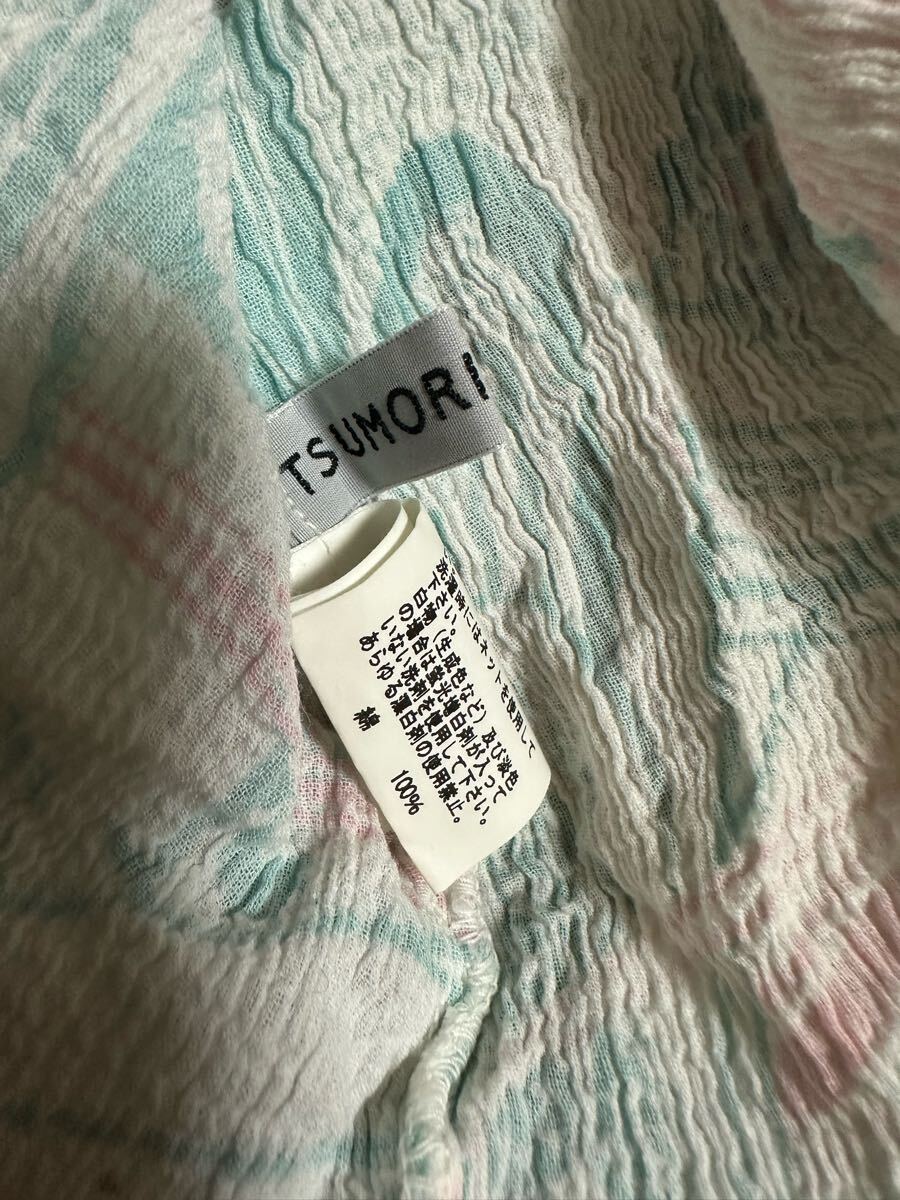 TSUMORI
洗濯時にはネットを使用して
下さい。(生成色など)及び淡色
白の物場合は蛍光増白剤が入って
いない洗剤を使用して下さい。
あらゆる漂白剤の使用禁止。
綿 100%